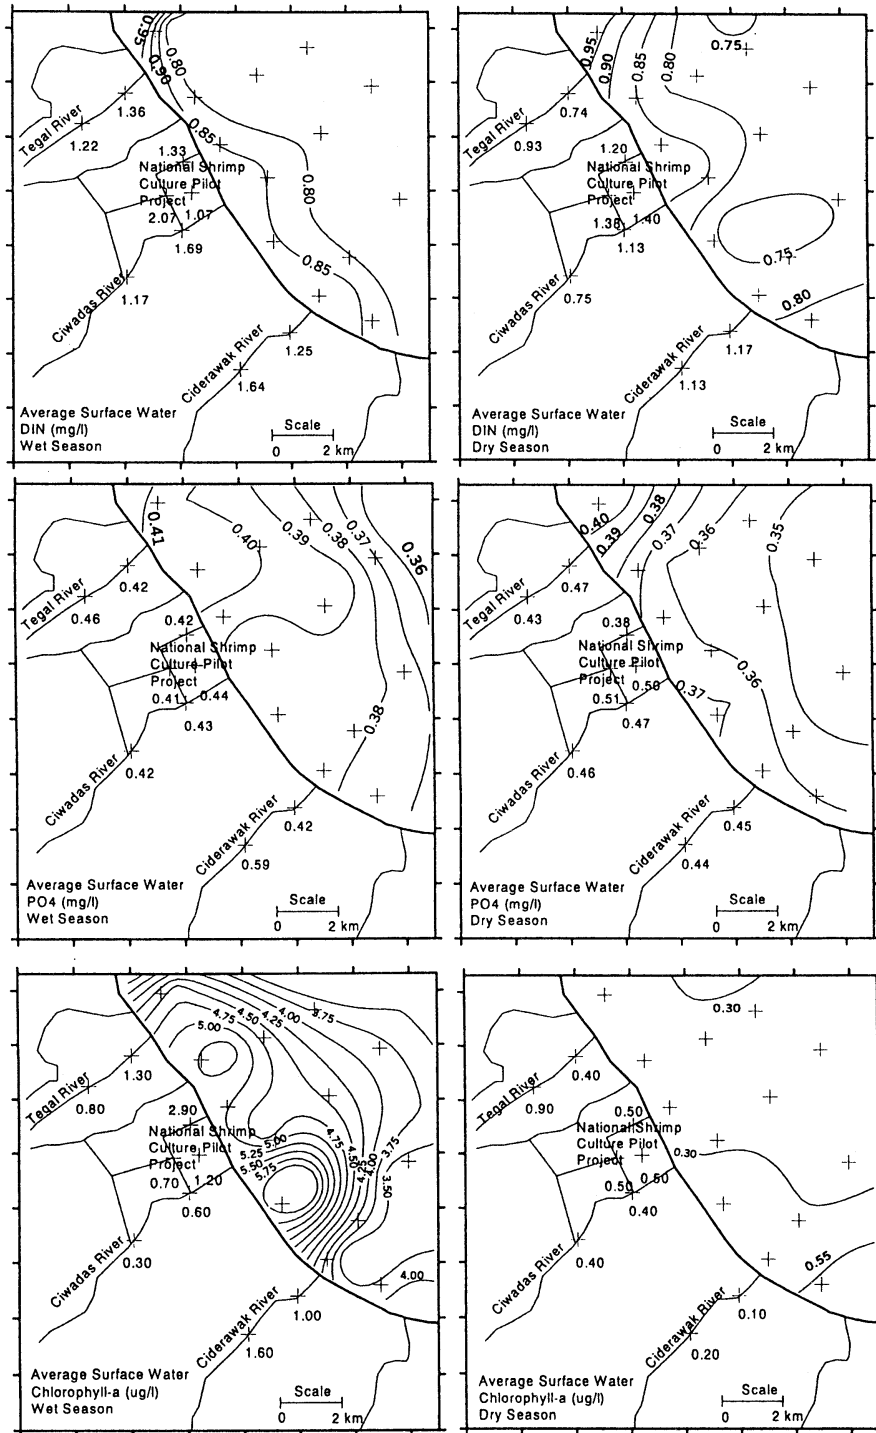 0.95
0.90
0.80
1.36
Tegal River
1.22
0.85
1.33
National Shrimp
Culture Pilot
Project
2.07
1.07
1.69
0.80
0.85
Ciwadas River
1.17
1.25
Ciderawak River
1.64
Average Surface Water
DIN (mg/l)
Wet Season
Scale
0 2 km
0.95
0.90
0.85
0.80
0.75
0.74
Tegal River
0.93
1.20
National Shrimp
Culture Pilot
Project
1.38
1.40
1.13
0.75
Ciwadas River
0.75
0.80
1.17
Ciderawak River
1.13
Average Surface Water
DIN (mg/l)
Dry Season
Scale
0 2 km
0.41
0.40
0.39
0.38
0.37
0.36
0.42
Tegal River
0.46
0.42
National Shrimp
Culture Pilot
Project
0.41
0.44
0.43
0.38
Ciwadas River
0.42
0.42
Ciderawak River
0.59
Average Surface Water
PO4 (mg/l)
Wet Season
Scale
0 2 km
0.40
0.39
0.38
0.37
0.36
0.35
0.47
Tegal River
0.43
0.38
National Shrimp
Culture Pilot
Project
0.51
0.50
0.47
0.37
0.36
Ciwadas River
0.46
0.45
Ciderawak River
0.44
Average Surface Water
PO4 (mg/l)
Dry Season
Scale
0 2 km
5.00
4.75
4.50
4.25
4.00
3.75
1.30
Tegal River
0.80
2.90
National Shrimp
Culture Pilot
Project
0.70
1.20
0.60
5.00
5.25
5.50
5.75
4.75
4.50
4.25
4.00
3.75
3.50
Ciwadas River
0.30
4.00
1.00
Ciderawak River
1.60
Average Surface Water
Chlorophyll-a (ug/l)
Wet Season
Scale
0 2 km
0.30
0.40
Tegal River
0.90
0.50
National Shrimp
Culture Pilot
Project
0.50
0.50
0.40
0.30
Ciwadas River
0.40
0.55
0.10
Ciderawak River
0.20
Average Surface Water
Chlorophyll-a (ug/l)
Dry Season
Scale
0 2 km